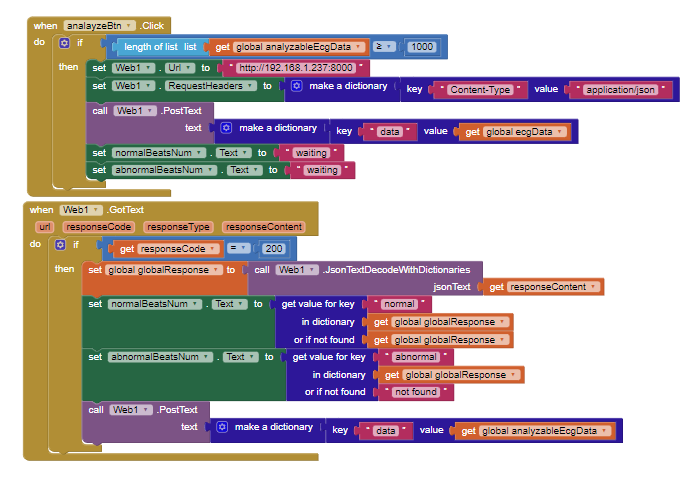 when analayzeBtn .Click
do if length of list list get global analyzableEcgData ≥ 1000
then set Web1 . Url to " http://192.168.1.237:8000 "
set Web1 . RequestHeaders to make a dictionary key " Content-Type " value " application/json "
call Web1 .PostText
text make a dictionary key " data " value get global ecgData
set normalBeatsNum . Text to " waiting "
set abnormalBeatsNum . Text to " waiting "
when Web1 .GotText
url responseCode responseType responseContent
do if get responseCode = 200
then set global globalResponse to call Web1 .JsonTextDecodeWithDictionaries
jsonText get responseContent
set normalBeatsNum . Text to get value for key " normal "
in dictionary get global globalResponse
or if not found get global globalResponse
set abnormalBeatsNum . Text to get value for key " abnormal "
in dictionary get global globalResponse
or if not found " not found "
call Web1 .PostText
text make a dictionary key " data " value get global analyzableEcgData